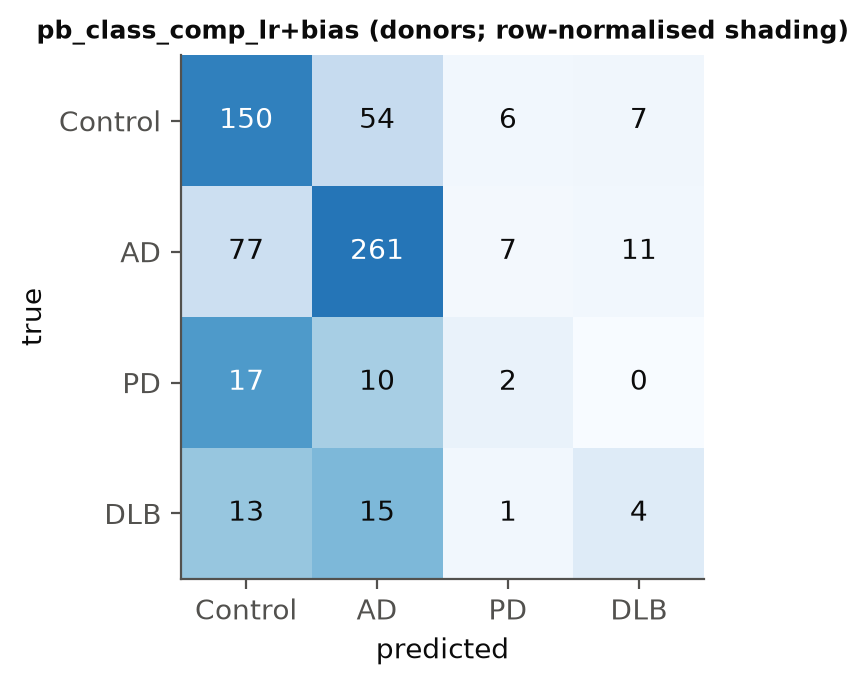 pb_class_comp_lr+bias (donors; row-normalised shading)
Control 150 54 6 7
AD 77 261 7 11
PD 17 10 2 0
DLB 13 15 1 4
true
Control AD PD DLB
predicted